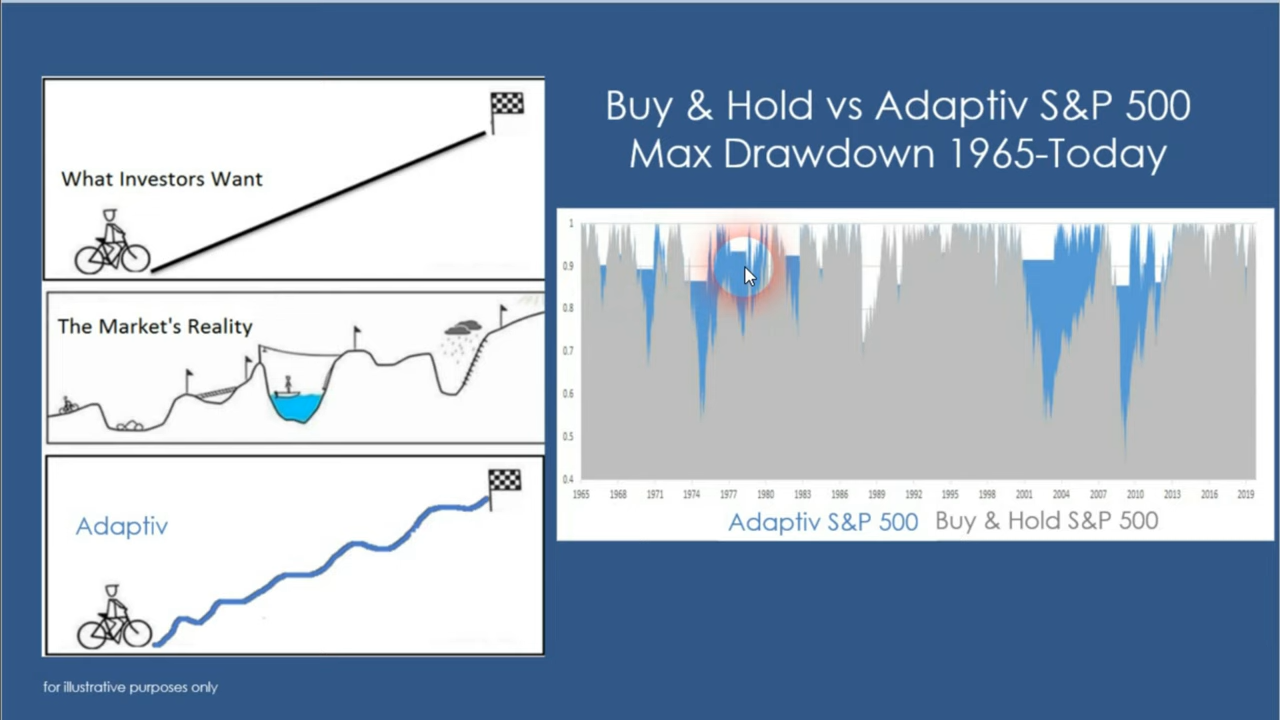 What Investors Want
The Market's Reality
Adaptiv
for illustrative purposes only
Buy & Hold vs Adaptiv S&P 500
Max Drawdown 1965-Today
1
0.9
0.8
0.7
0.6
0.5
0.4
1965 1968 1971 1974 1977 1980 1983 1986 1989 1992 1995 1998 2001 2004 2007 2010 2013 2016 2019
Adaptiv S&P 500 Buy & Hold S&P 500